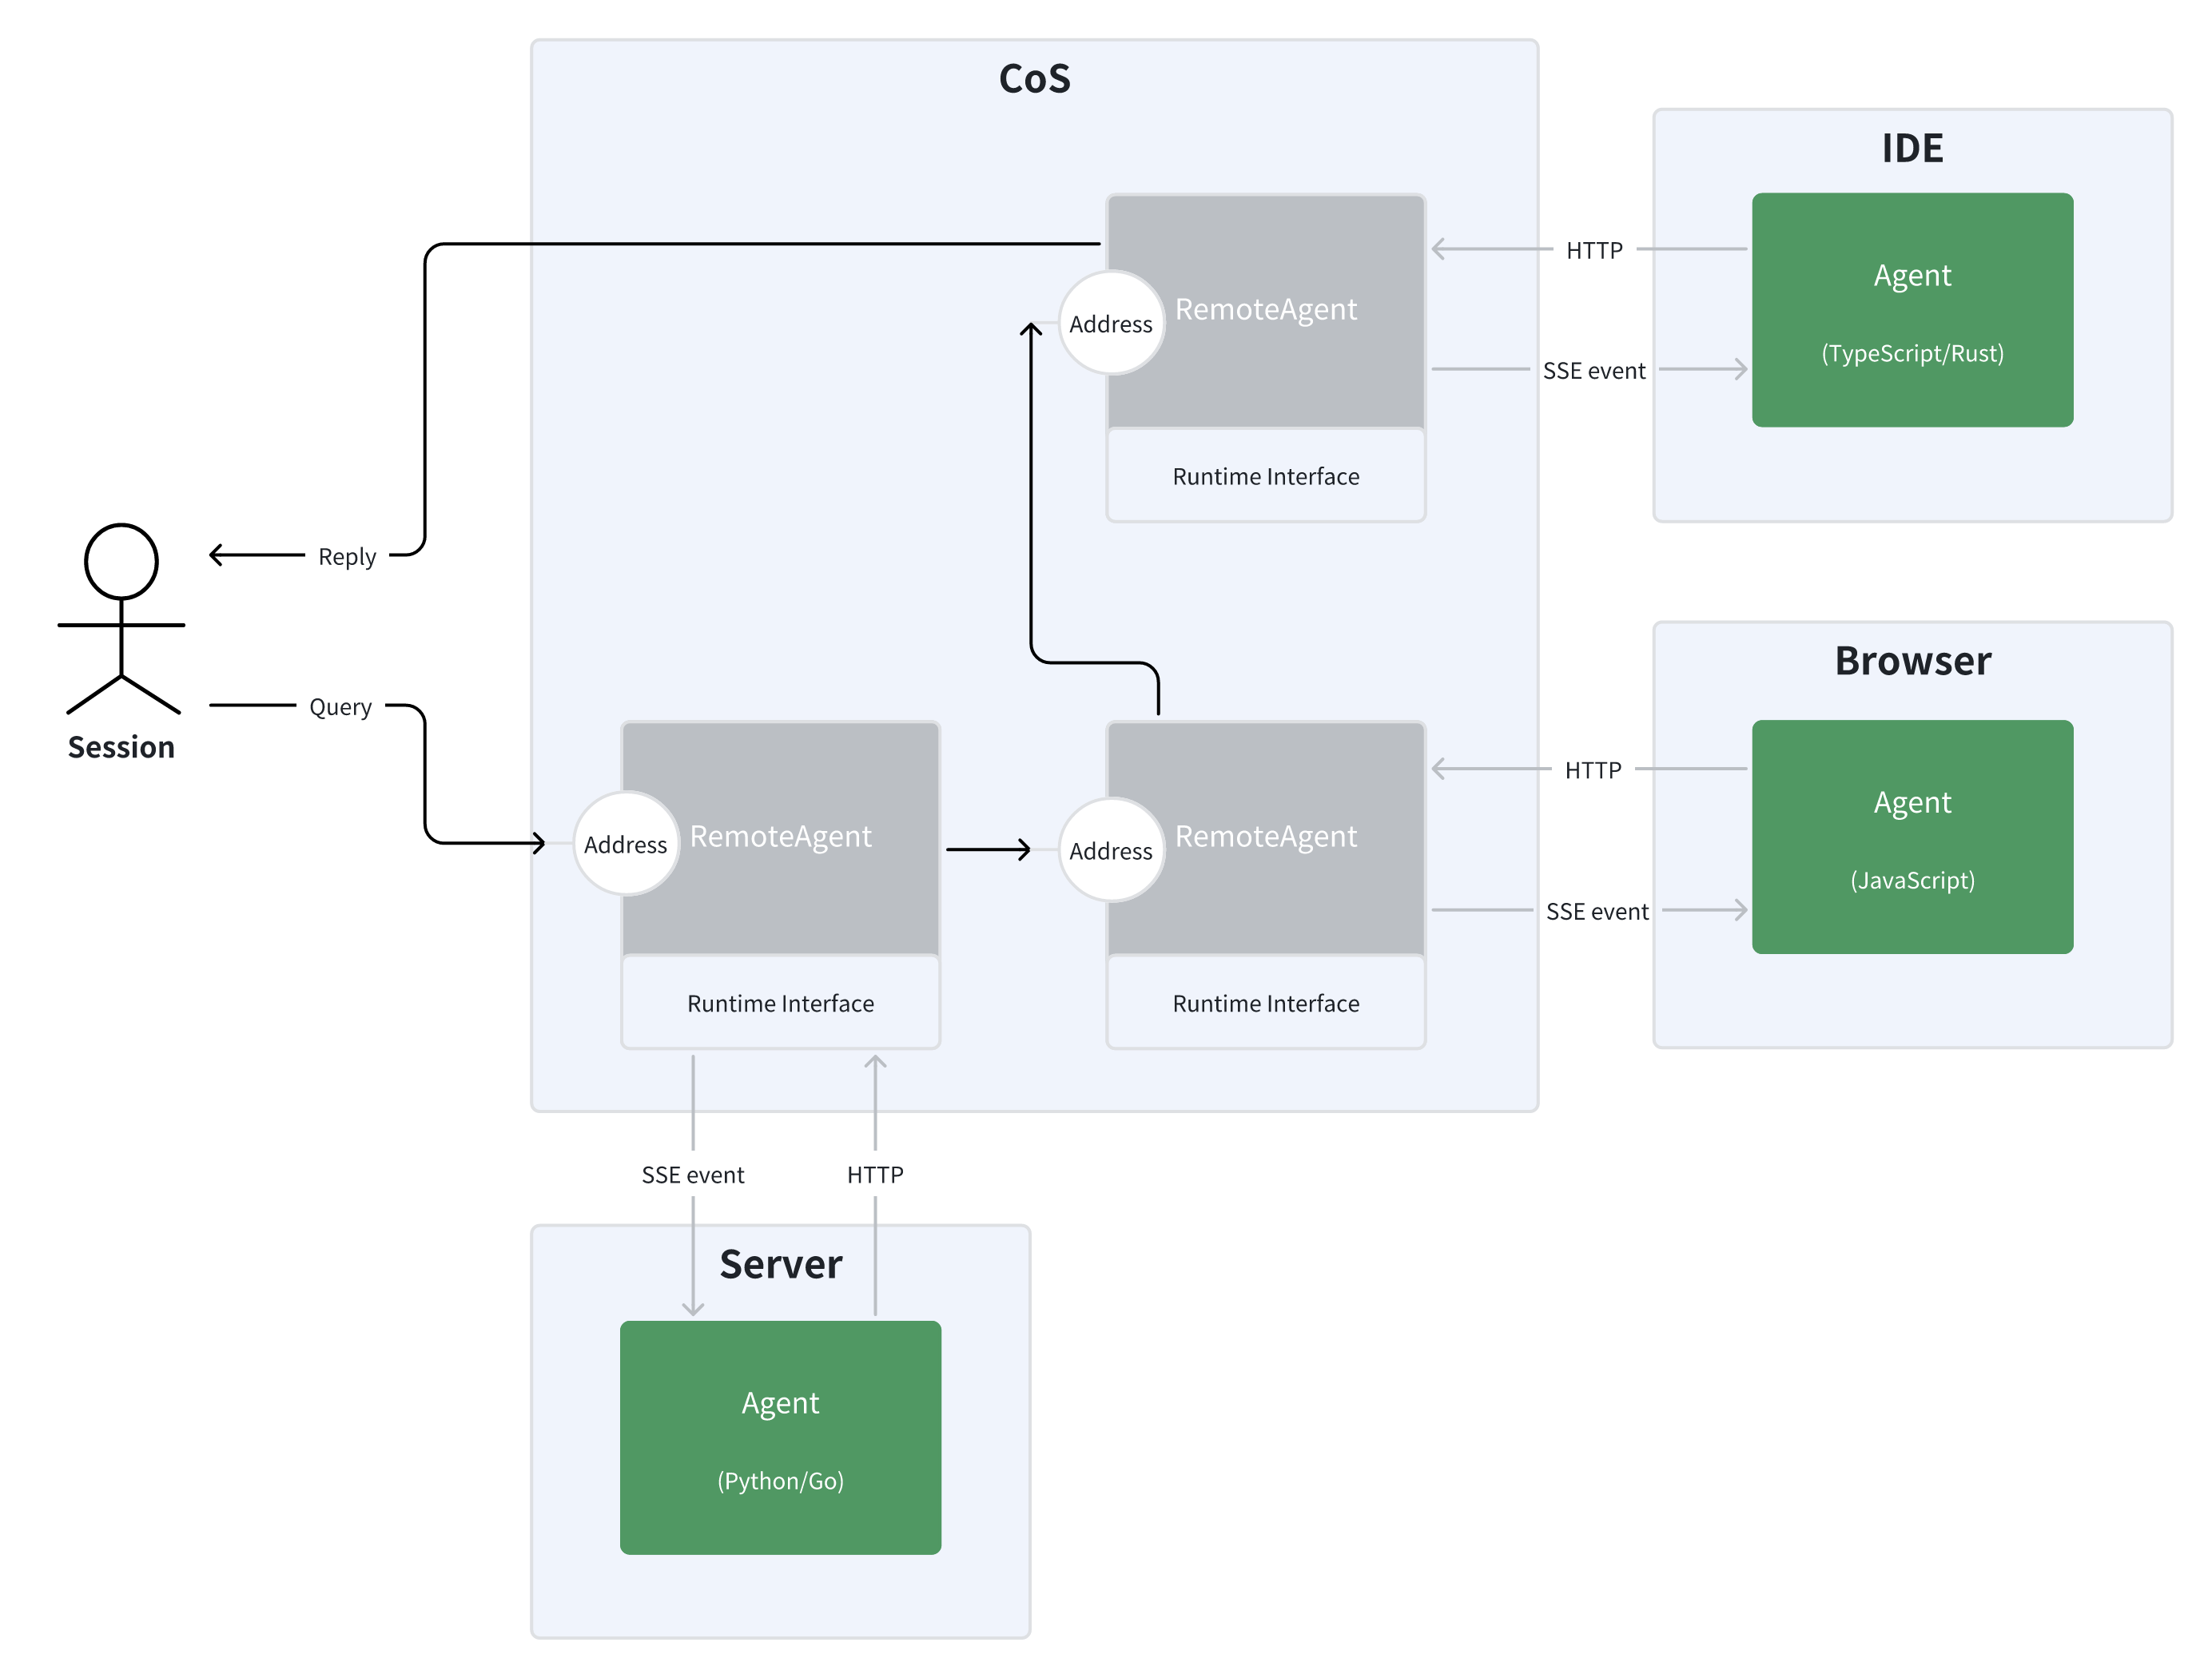 CoS
IDE
HTTP
Agent
Address
RemoteAgent
(TypeScript/Rust)
SSE event
Runtime Interface
Reply
Browser
Query
Session
HTTP
Agent
Address
RemoteAgent
Address
RemoteAgent
(JavaScript)
SSE event
Runtime Interface
Runtime Interface
SSE event
HTTP
Server
Agent
(Python/Go)